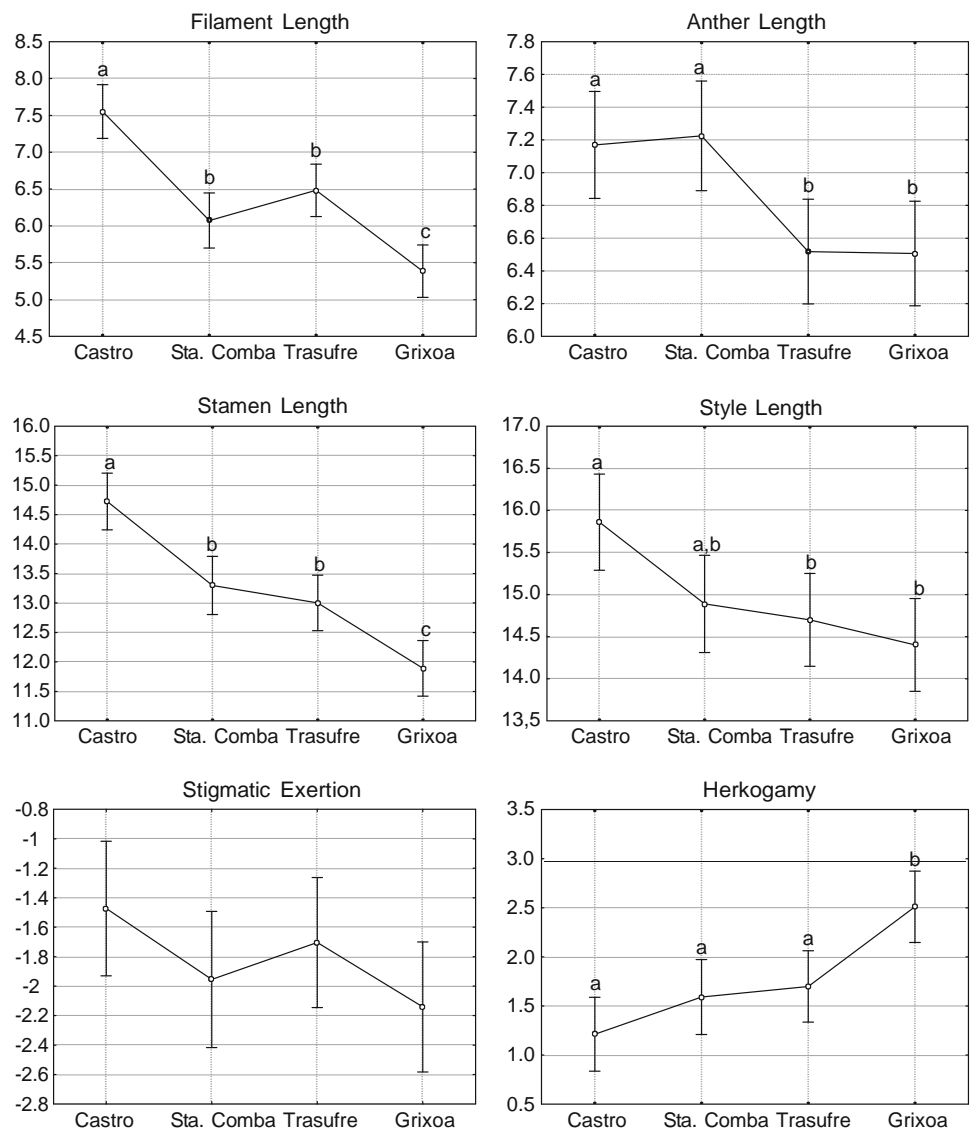 Filament Length
8.5
8.0
7.5
7.0
6.5
6.0
5.5
5.0
4.5
a
b
b
c
Castro Sta. Comba Trasufre Grixoa
Anther Length
7.8
7.6
7.4
7.2
7.0
6.8
6.6
6.4
6.2
6.0
a
a
b
b
Castro Sta. Comba Trasufre Grixoa
Stamen Length
16.0
15.5
15.0
14.5
14.0
13.5
13.0
12.5
12.0
11.5
11.0
a
b
b
c
Castro Sta. Comba Trasufre Grixoa
Style Length
17.0
16.5
16.0
15.5
15.0
14.5
14.0
13,5
a
a,b
b
b
Castro Sta. Comba Trasufre Grixoa
Stigmatic Exertion
-0.8
-1
-1.2
-1.4
-1.6
-1.8
-2
-2.2
-2.4
-2.6
-2.8
Castro Sta. Comba Trasufre Grixoa
Herkogamy
3.5
3.0
2.5
2.0
1.5
1.0
0.5
a
a
a
b
Castro Sta. Comba Trasufre Grixoa